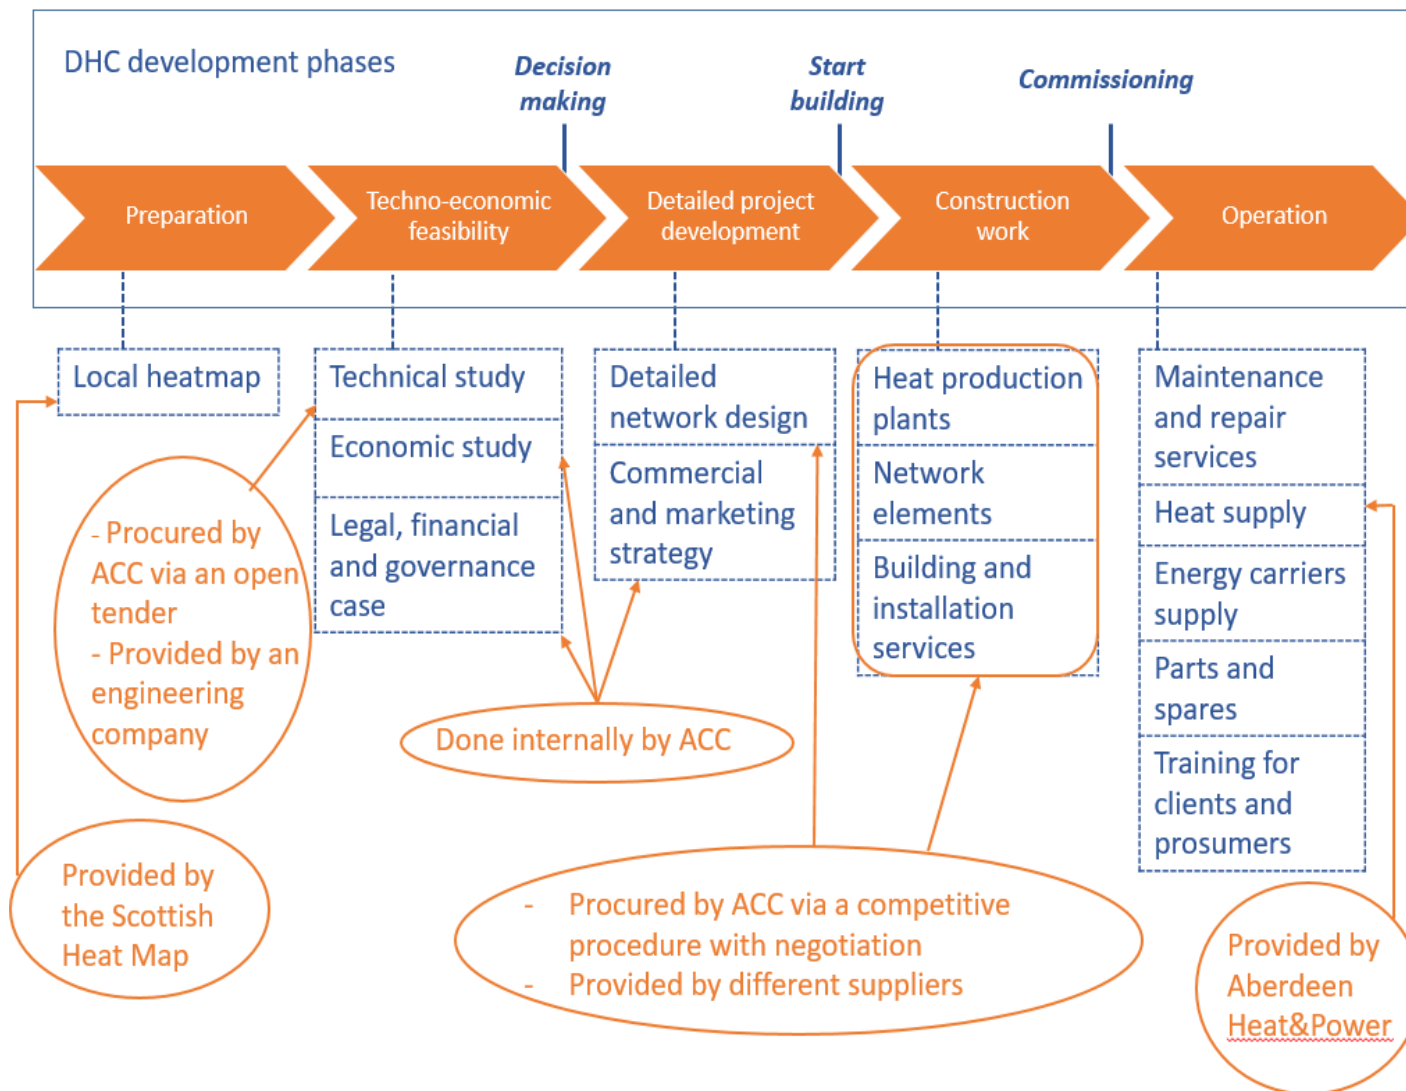 DHC development phases
Decision
making
Start
building
Commissioning
Preparation
Techno-economic
feasibility
Detailed project
development
Construction
work
Operation
Local heatmap
Technical study
Economic study
Legal, financial
and governance
case
Detailed
network design
Commercial
and marketing
strategy
Heat production
plants
Network
elements
Building and
installation
services
Maintenance
and repair
services
Heat supply
Energy carriers
supply
Parts and
spares
Training for
clients and
prosumers
- Procured by
ACC via an open
tender
- Provided by an
engineering
company
Done internally by ACC
Provided by
the Scottish
Heat Map
- Procured by ACC via a competitive
procedure with negotiation
- Provided by different suppliers
Provided by
Aberdeen
Heat&Power